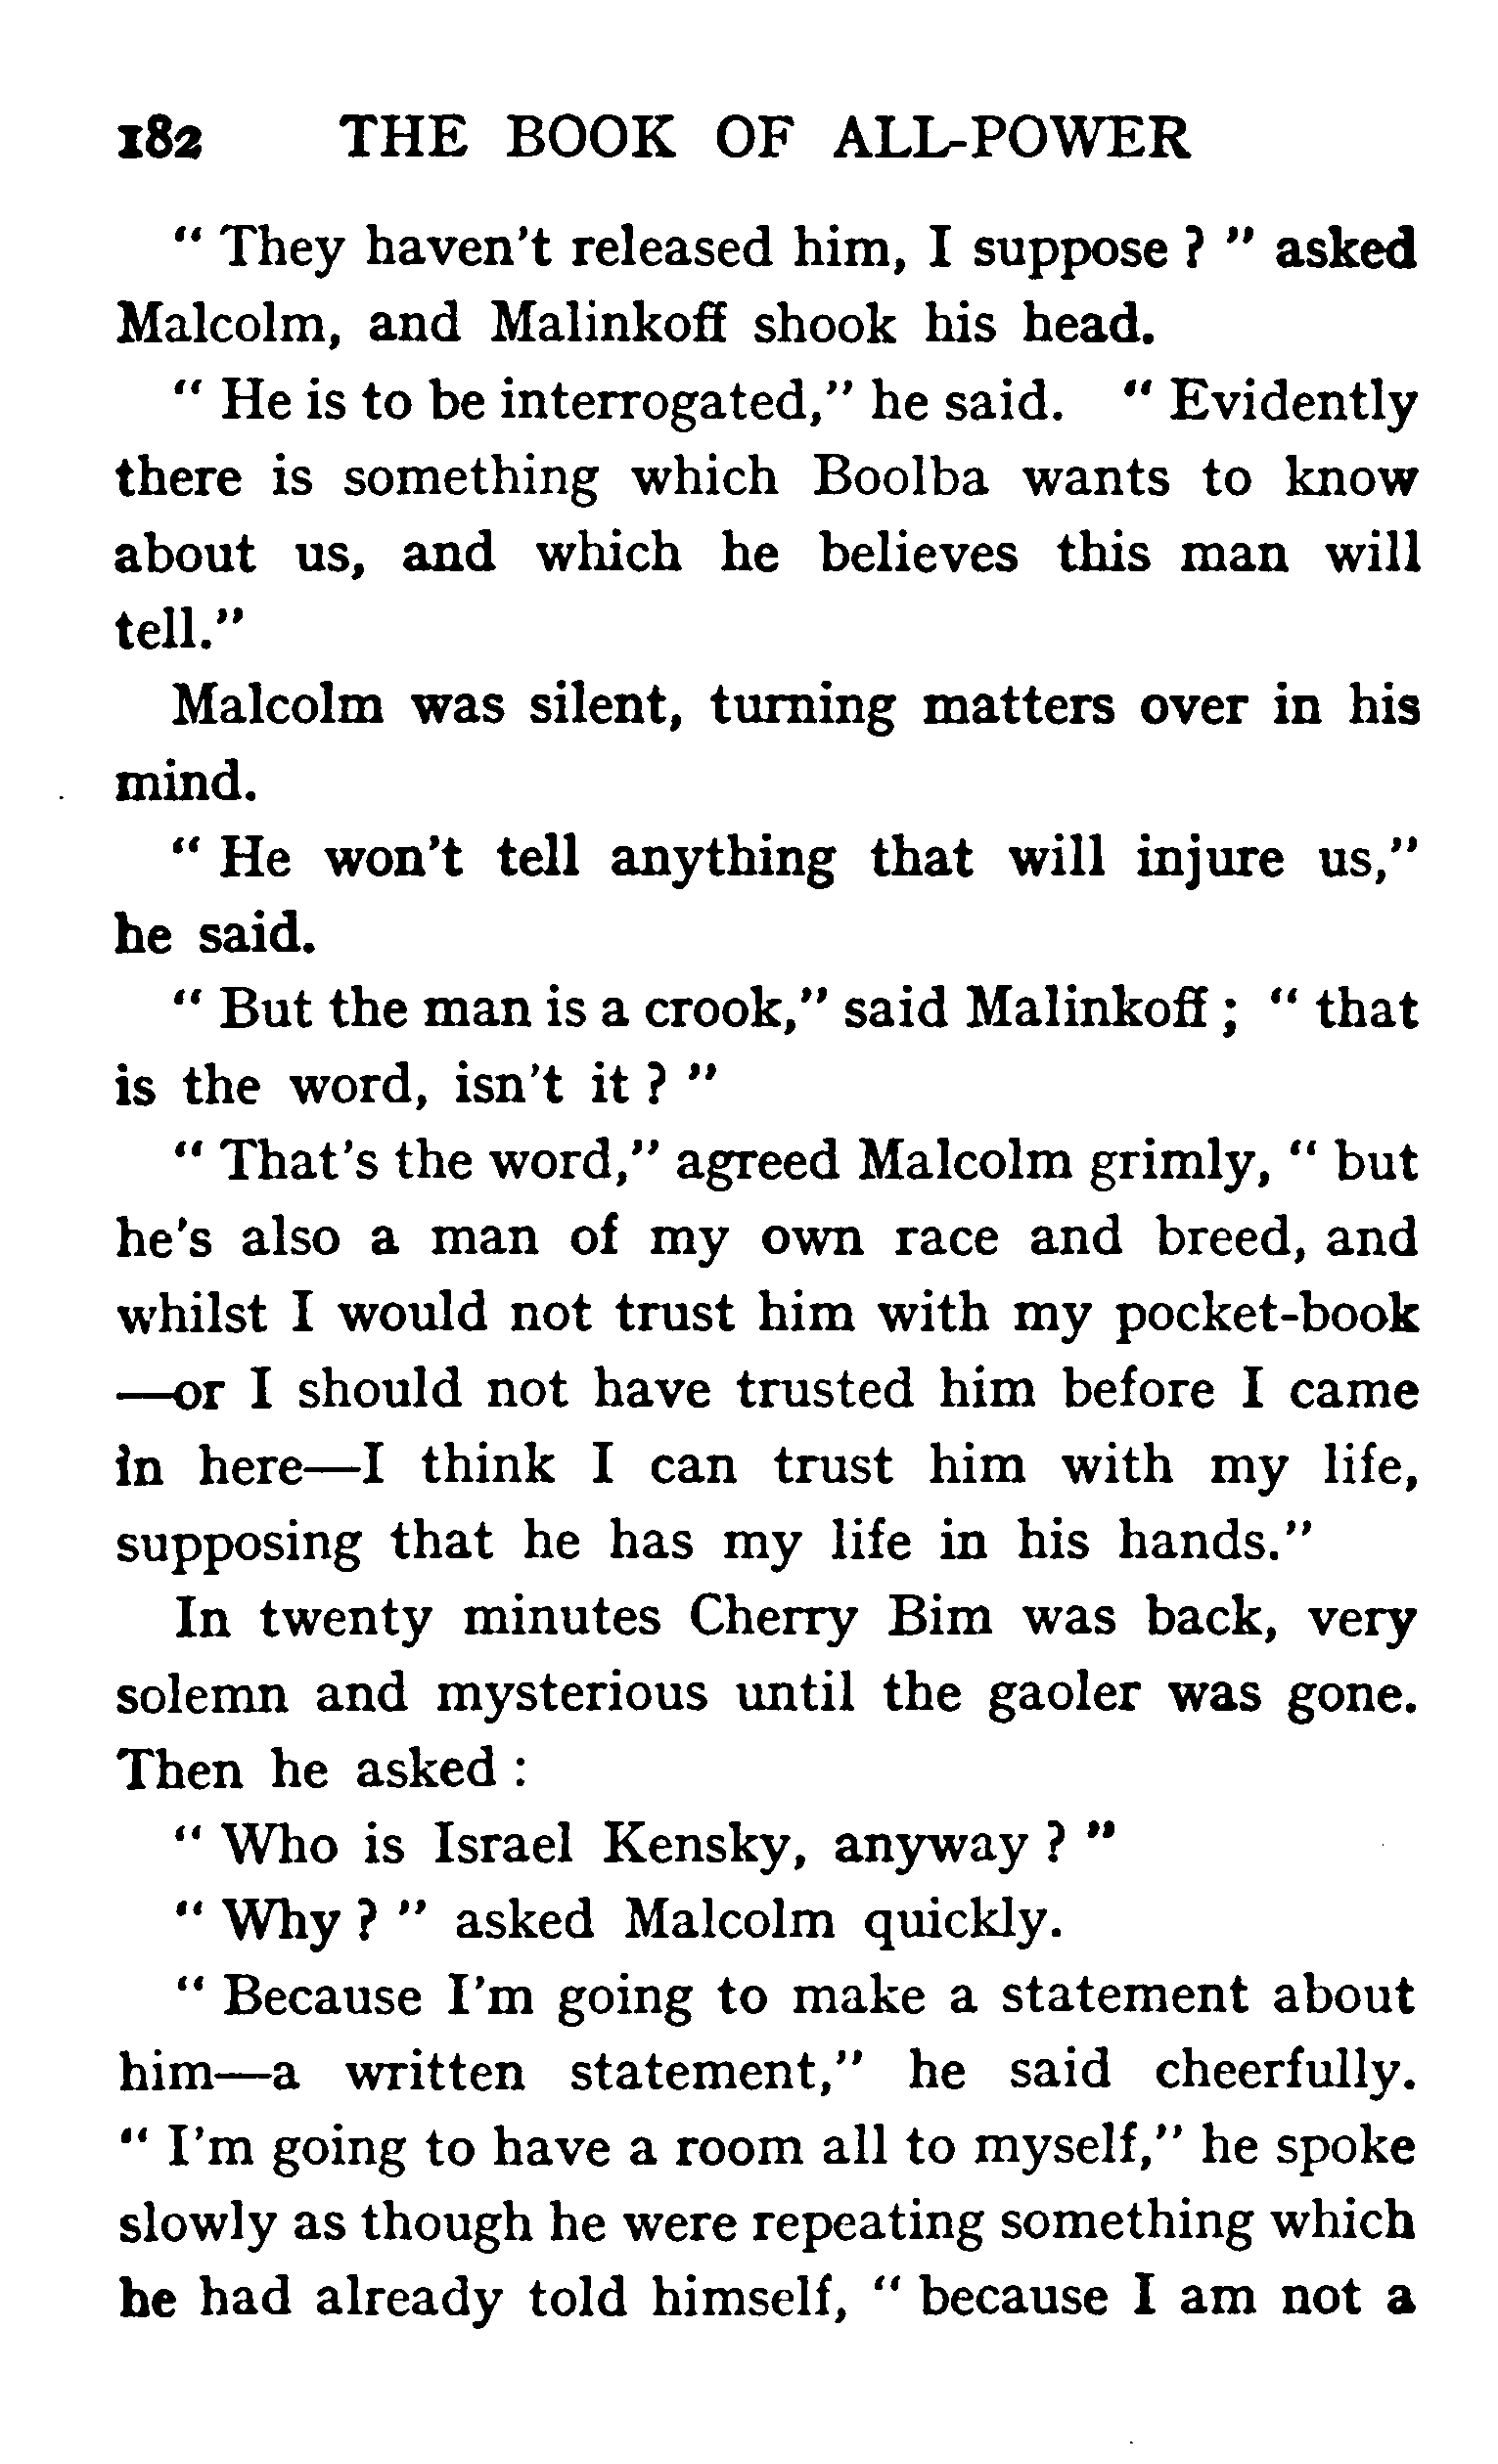 182 THE BOOK OF ALL-POWER
" They haven't released him, I suppose ? " asked
Malcolm, and Malinkoff shook his head.
" He is to be interrogated," he said. " Evidently
there is something which Boolba wants to know
about us, and which he believes this man will
tell."
Malcolm was silent, turning matters over in his
mind.
" He won't tell anything that will injure us,"
he said.
" But the man is a crook," said Malinkoff ; " that
is the word, isn't it ? "
" That's the word," agreed Malcolm grimly, " but
he's also a man of my own race and breed, and
whilst I would not trust him with my pocket-book
—or I should not have trusted him before I came
in here—I think I can trust him with my life,
supposing that he has my life in his hands."
In twenty minutes Cherry Bim was back, very
solemn and mysterious until the gaoler was gone.
Then he asked :
" Who is Israel Kensky, anyway ? "
" Why ? " asked Malcolm quickly.
" Because I'm going to make a statement about
him—a written statement," he said cheerfully.
" I'm going to have a room all to myself," he spoke
slowly as though he were repeating something which
he had already told himself, " because I am not a